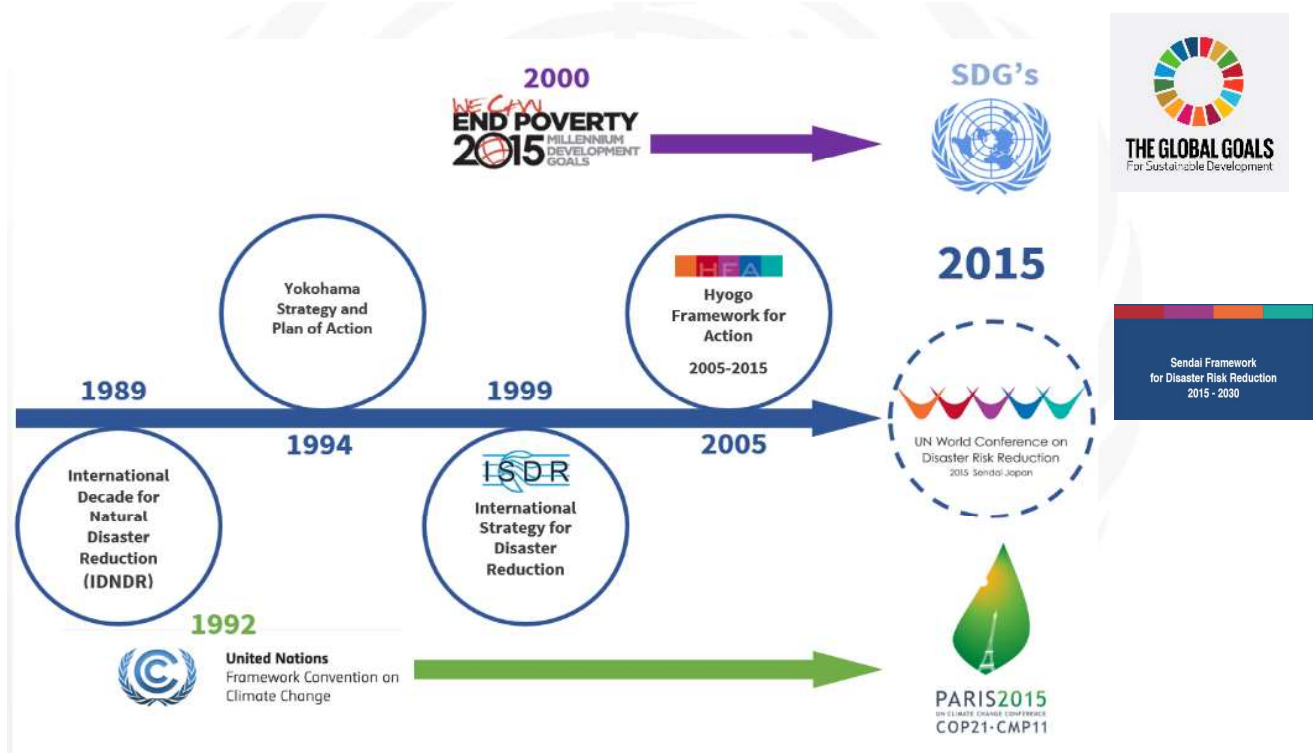 2000
WE CAN
END POVERTY
2015 MILLENNIUM
DEVELOPMENT
GOALS
SDG's
THE GLOBAL GOALS
For Sustainable Development
Yokohama
Strategy and
Plan of Action
HFA
Hyogo
Framework for
Action
2005-2015
2015
Sendai Framework
for Disaster Risk Reduction
2015 - 2030
1989
1999
1994
2005
UN World Conference on
Disaster Risk Reduction
2015 Sendai Japan
International
Decade for
Natural
Disaster
Reduction
(IDNDR)
ISDR
International
Strategy for
Disaster
Reduction
1992
United Nations
Framework Convention on
Climate Change
PARIS2015
UN CLIMATE CHANGE CONFERENCE
COP21·CMP11